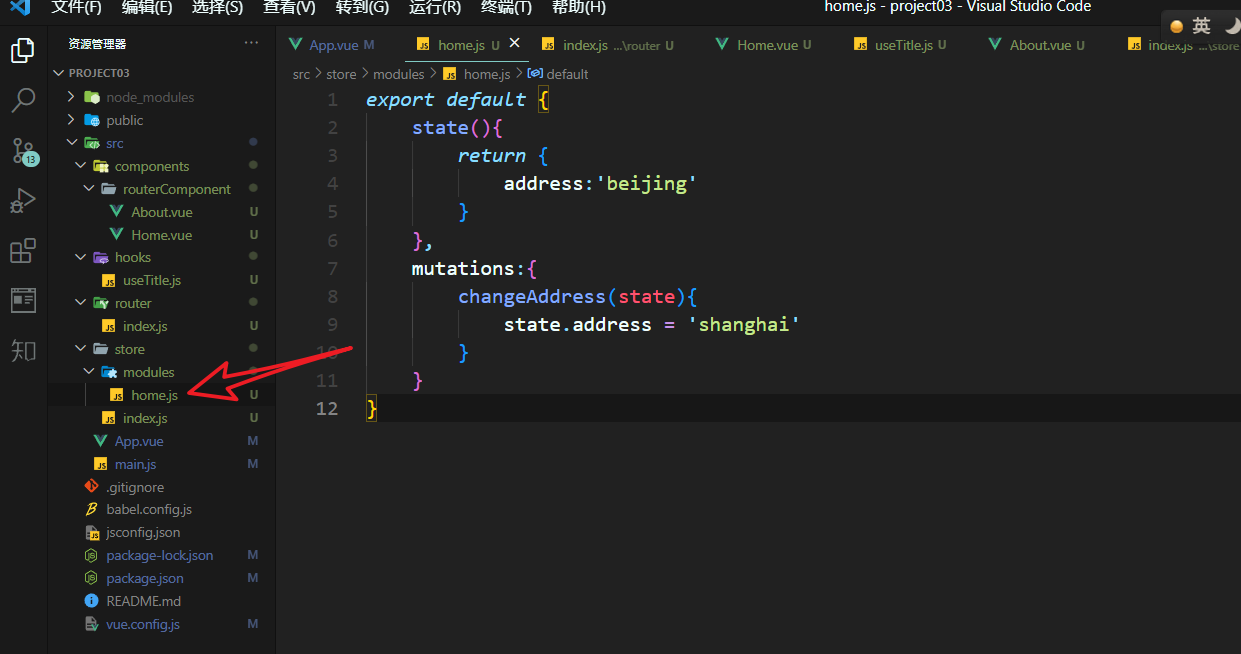 文件(F) 编辑(E) 选择(S) 查看(V) 转到(G) 运行(R) 终端(T) 帮助(H) home.js - project03 - Visual Studio Code
英
资源管理器 ···
App.vue M home.js U × index.js ...\router U Home.vue U useTitle.js U About.vue U index.js ...\store
src > store > modules > home.js > default
PROJECT03
node_modules
public
src
components
routerComponent
About.vue U
Home.vue U
hooks
useTitle.js U
router
index.js U
store
modules
home.js U
index.js U
App.vue M
main.js M
.gitignore
babel.config.js
jsconfig.json
package-lock.json M
package.json M
README.md
vue.config.js M
13
知
1 export default {
2 state(){
3 return {
4 address:'beijing'
5 }
6 },
7 mutations:{
8 changeAddress(state){
9 state.address = 'shanghai'
10 }
11 }
12 }